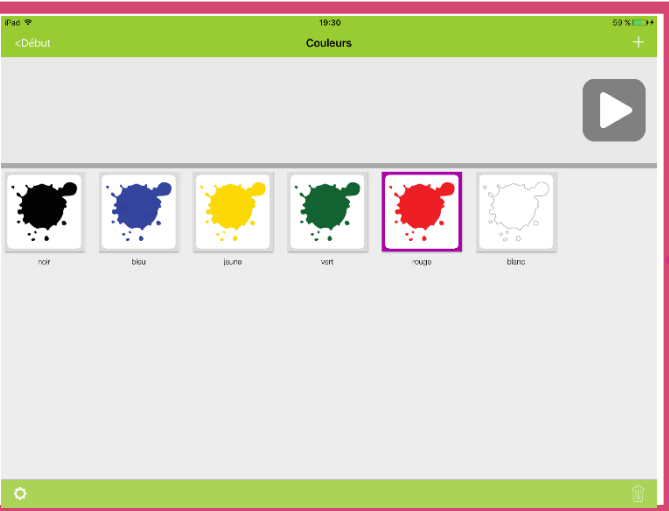 iPad 19:30 59 %
<Début Couleurs +
noir bleu jaune vert rouge blanc